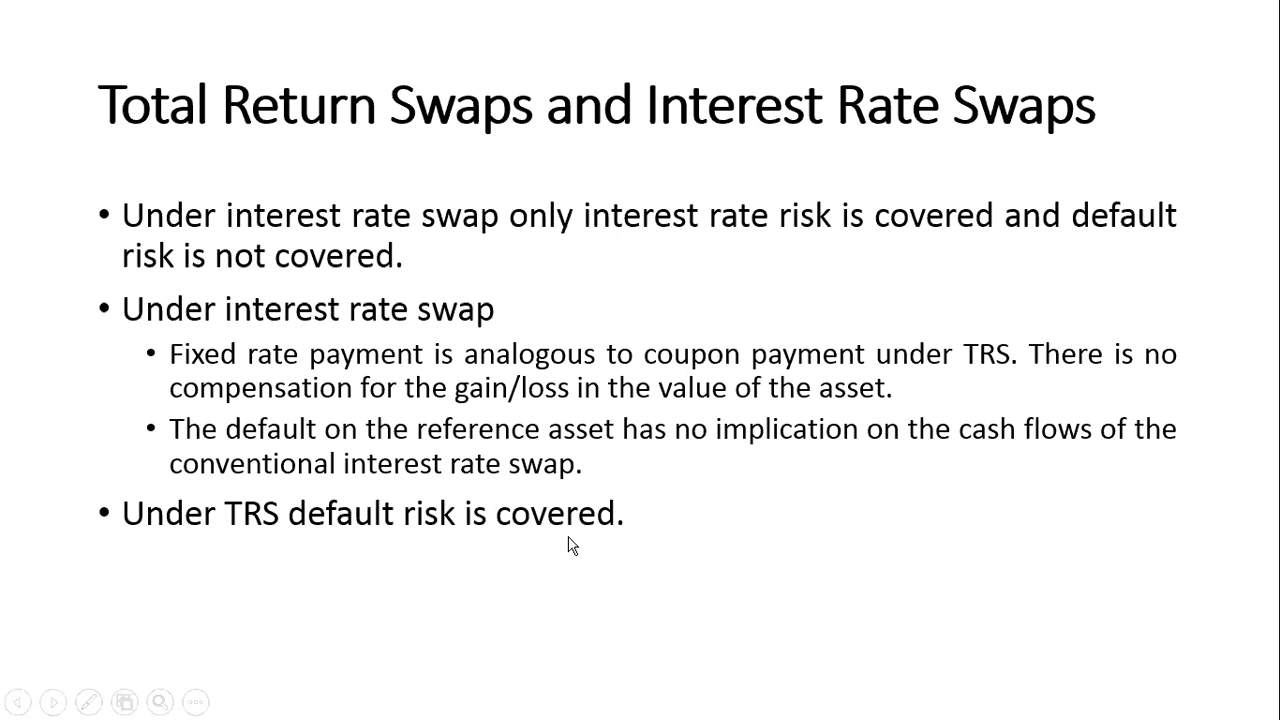 Total Return Swaps and Interest Rate Swaps
• Under interest rate swap only interest rate risk is covered and default
risk is not covered.
• Under interest rate swap
• Fixed rate payment is analogous to coupon payment under TRS. There is no
compensation for the gain/loss in the value of the asset.
• The default on the reference asset has no implication on the cash flows of the
conventional interest rate swap.
• Under TRS default risk is covered.